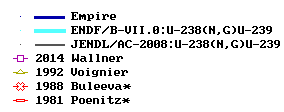 Empire
ENDF/B-VII.0:U-238(N,G)U-239
JENDL/AC-2008:U-238(N,G)U-239
2014 Wallner
1992 Voignier
1988 Buleeva*
1981 Poenitz*